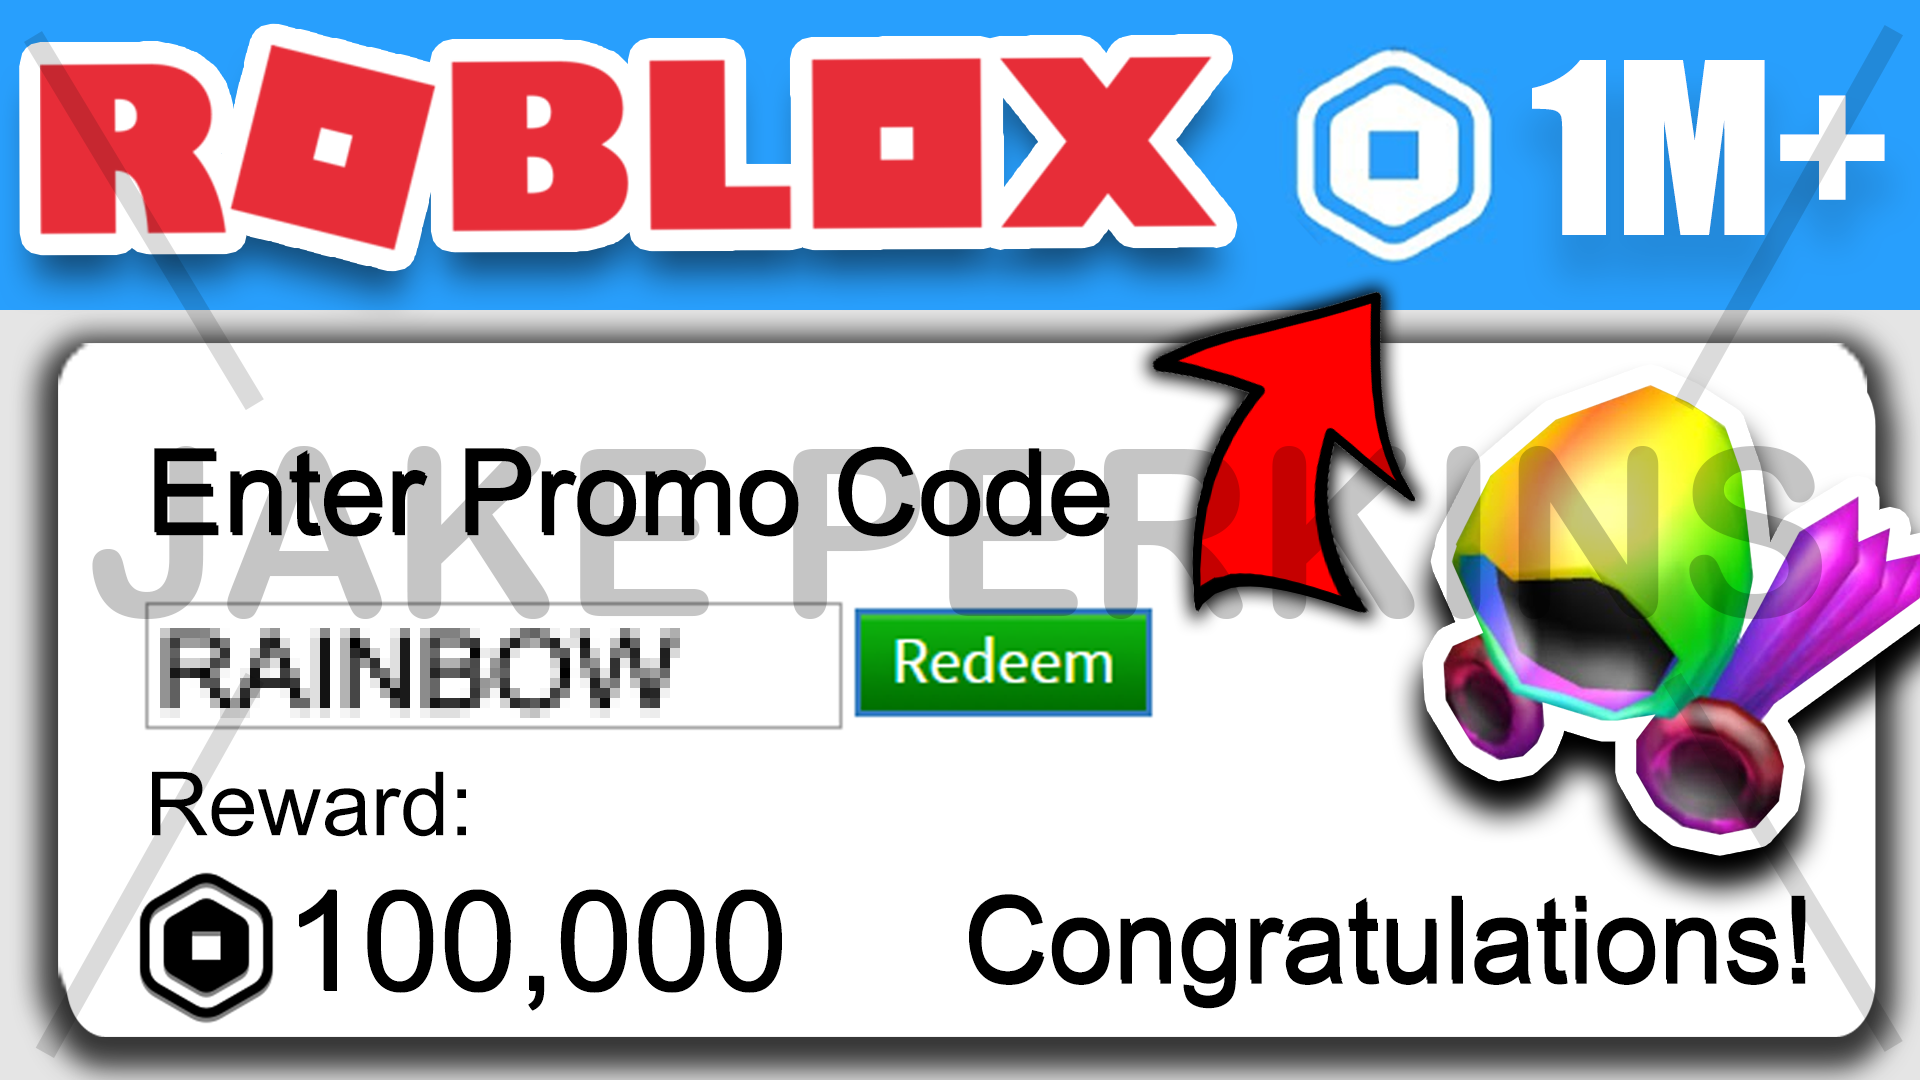 ROBLOX 1M+
Enter Promo Code
JAKE PERKINS
RAINBOW Redeem
Reward:
100,000 Congratulations!